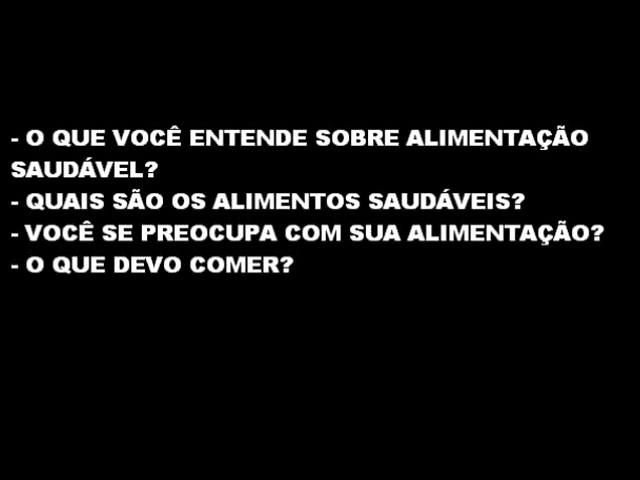 - O QUE VOCÊ ENTENDE SOBRE ALIMENTAÇÃO
SAUDÁVEL?
- QUAIS SÃO OS ALIMENTOS SAUDÁVEIS?
- VOCÊ SE PREOCUPA COM SUA ALIMENTAÇÃO?
- O QUE DEVO COMER?